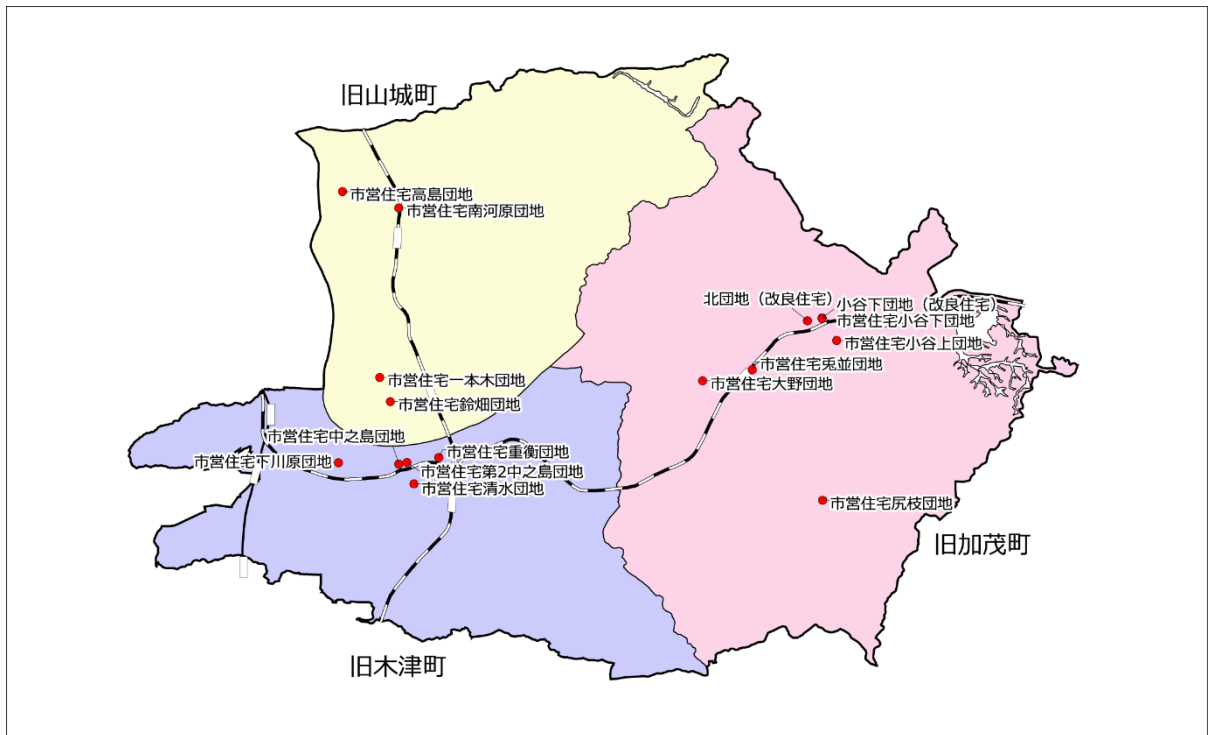 旧山城町
市営住宅高島団地
市営住宅南河原団地
北団地（改良住宅）
小谷下団地（改良住宅）
市営住宅小谷下団地
市営住宅小谷上団地
市営住宅兎並団地
市営住宅大野団地
市営住宅一本木団地
市営住宅鈴畑団地
市営住宅中之島団地
市営住宅重衡団地
市営住宅下川原団地
市営住宅第2中之島団地
市営住宅清水団地
市営住宅尻枝団地
旧加茂町
旧木津町